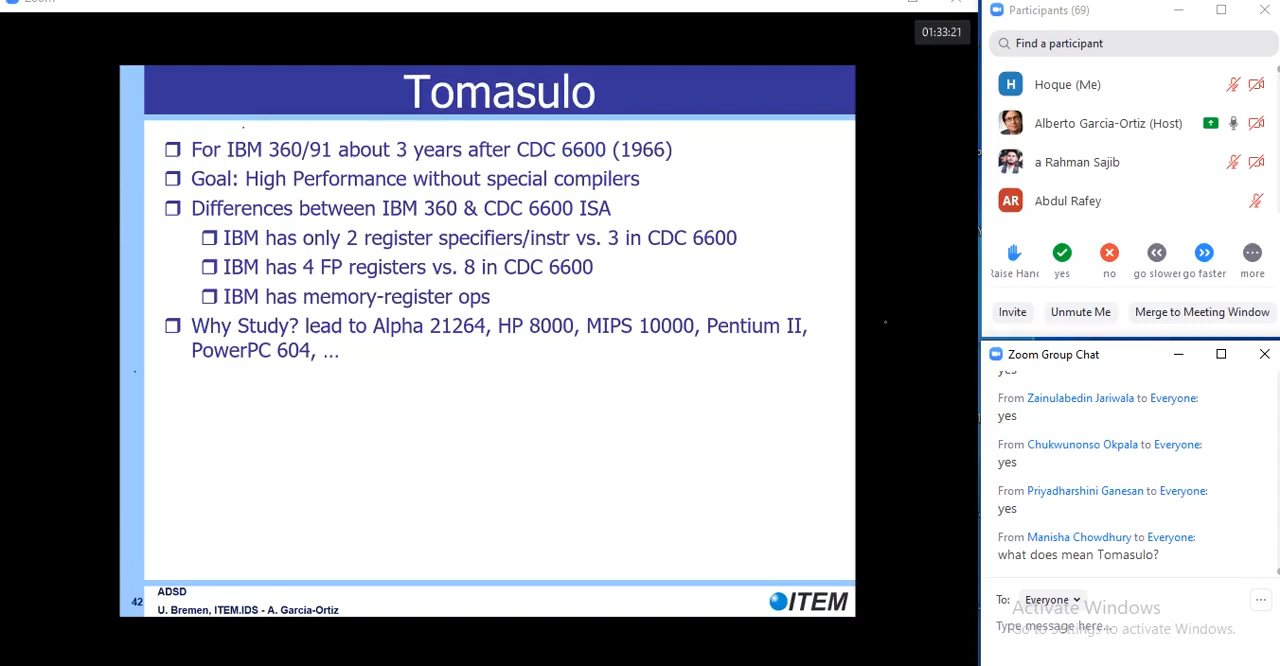 Zoom
01:33:21
Tomasulo
For IBM 360/91 about 3 years after CDC 6600 (1966)
Goal: High Performance without special compilers
Differences between IBM 360 & CDC 6600 ISA
IBM has only 2 register specifiers/instr vs. 3 in CDC 6600
IBM has 4 FP registers vs. 8 in CDC 6600
IBM has memory-register ops
Why Study? lead to Alpha 21264, HP 8000, MIPS 10000, Pentium II,
PowerPC 604, ...
42
ADSD
U. Bremen, ITEM.IDS - A. Garcia-Ortiz
ITEM
Participants (69)
Find a participant
H
Hoque (Me)
Alberto Garcia-Ortiz (Host)
a Rahman Sajib
AR
Abdul Rafey
Raise Hand
yes
no
go slower
go faster
more
Invite
Unmute Me
Merge to Meeting Window
Zoom Group Chat
yes
From Zainulabedin Jariwala to Everyone:
yes
From Chukwunonso Okpala to Everyone:
yes
From Priyadharshini Ganesan to Everyone:
yes
From Manisha Chowdhury to Everyone:
what does mean Tomasulo?
To: Everyone
Type message here...
Activate Windows
Go to Settings to activate Windows.